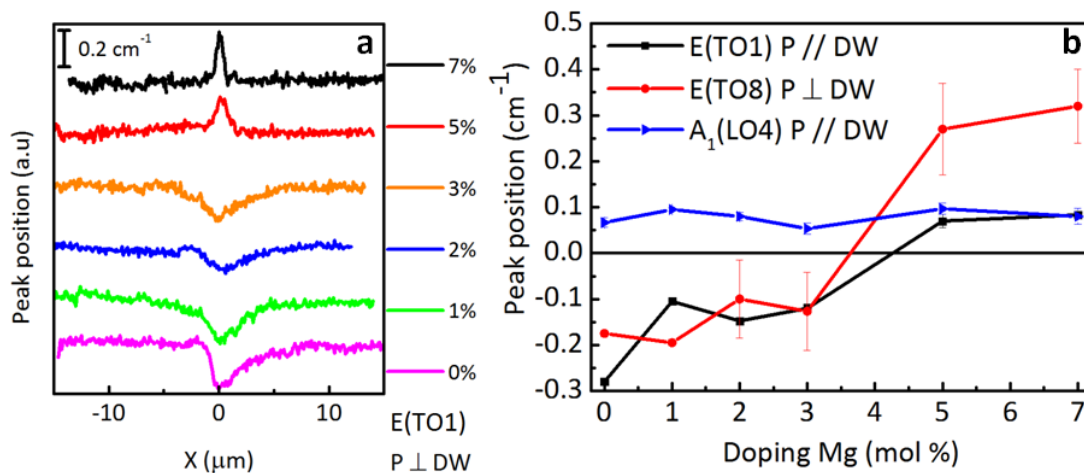 0.2 cm⁻¹
a
7%
5%
3%
2%
1%
0%
Peak position (a.u)
-10
0
10
X (μm)
E(TO1)
P ⊥ DW
b
E(TO1) P // DW
E(TO8) P ⊥ DW
A₁(LO4) P // DW
Peak position (cm⁻¹)
0.5
0.4
0.3
0.2
0.1
0.0
-0.1
-0.2
-0.3
0
1
2
3
4
5
6
7
Doping Mg (mol %)